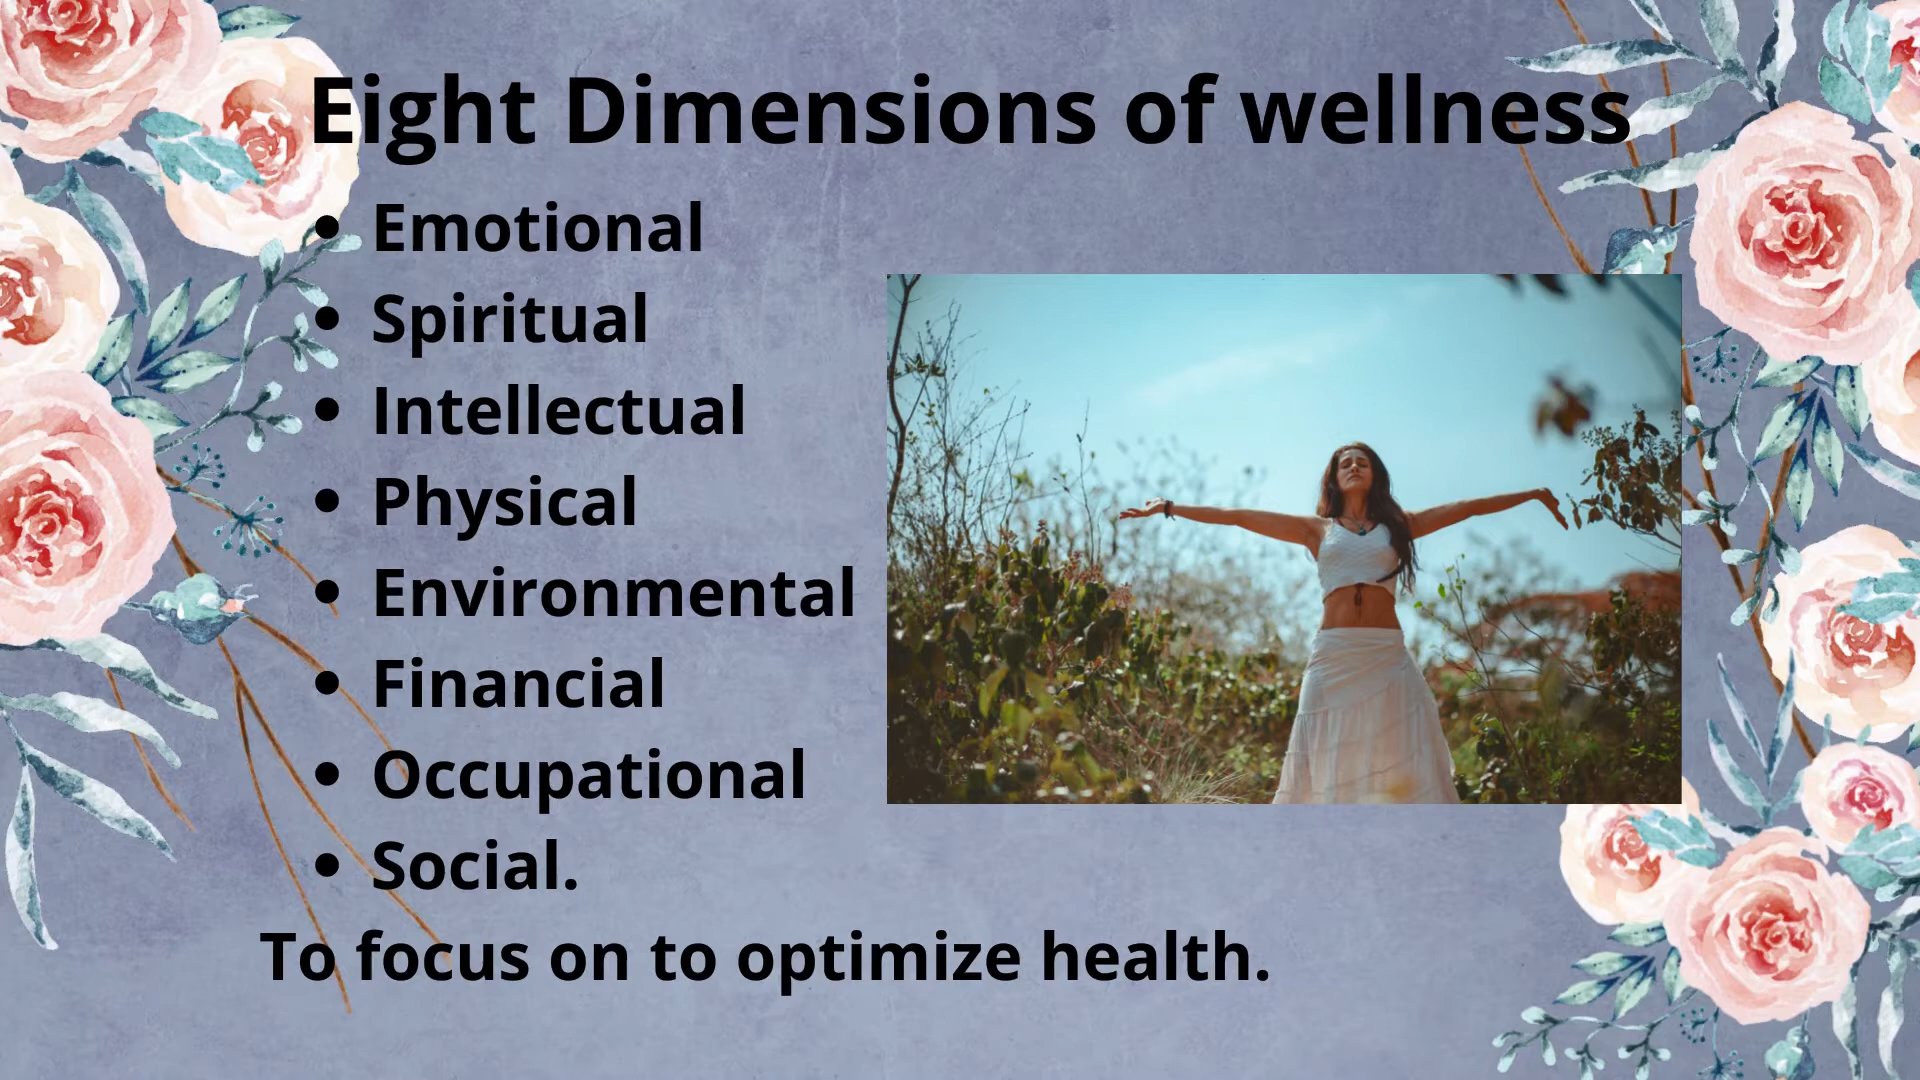 Eight Dimensions of wellness
• Emotional
• Spiritual
• Intellectual
• Physical
• Environmental
• Financial
• Occupational
• Social.
To focus on to optimize health.